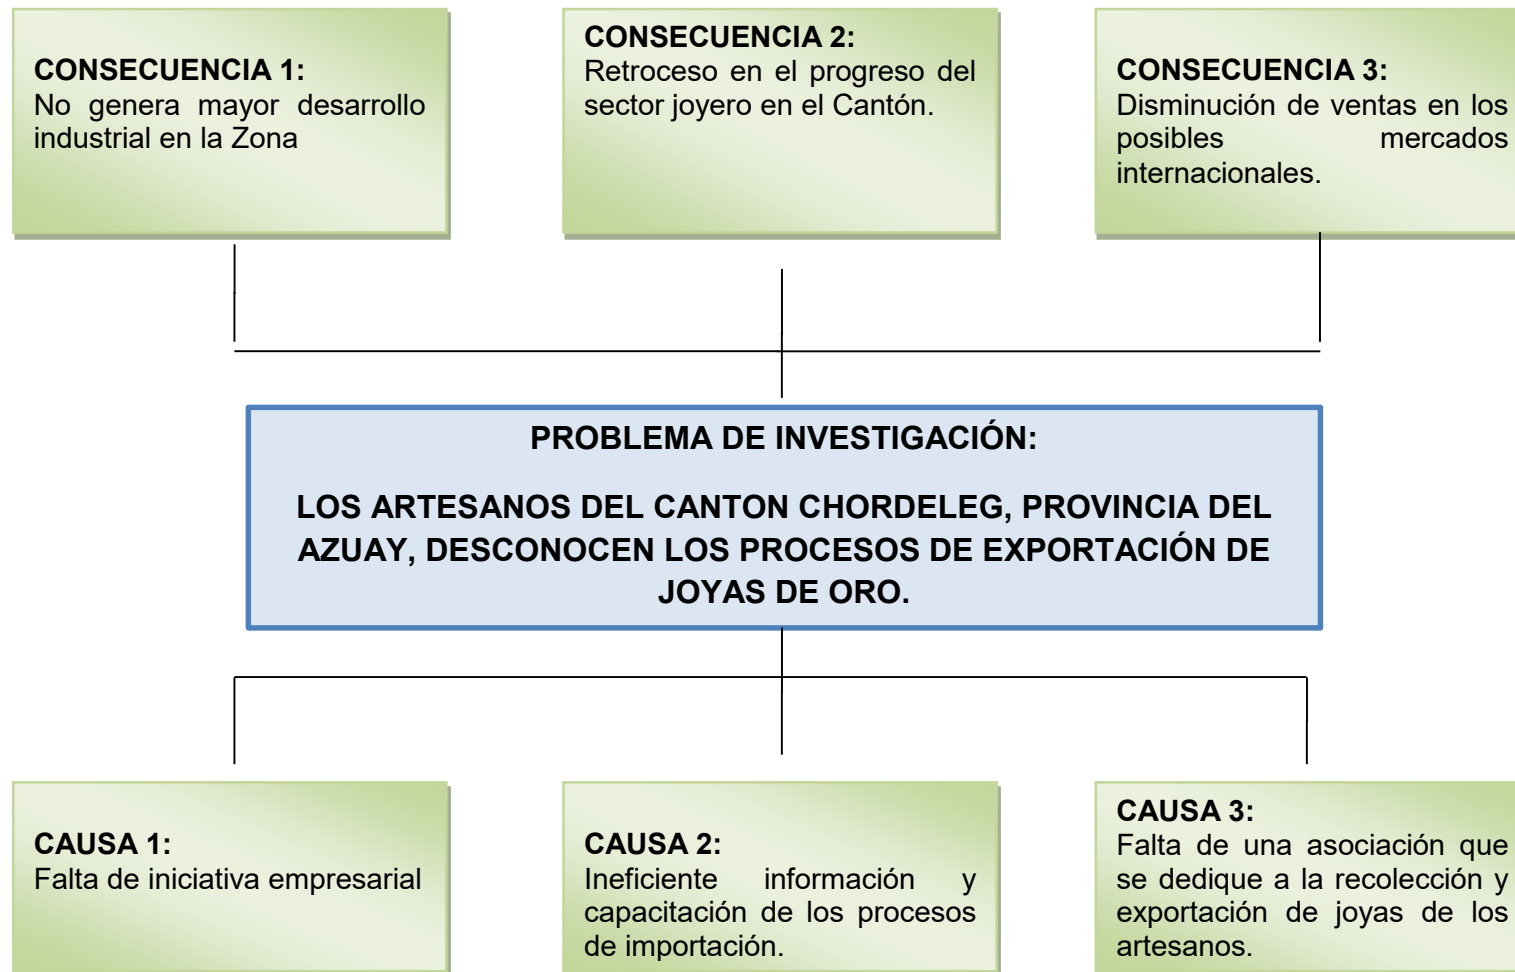 CONSECUENCIA 1:
No genera mayor desarrollo
industrial en la Zona
CONSECUENCIA 2:
Retroceso en el progreso del
sector joyero en el Cantón.
CONSECUENCIA 3:
Disminución de ventas en los
posibles mercados
internacionales.
PROBLEMA DE INVESTIGACIÓN:
LOS ARTESANOS DEL CANTON CHORDELEG, PROVINCIA DEL
AZUAY, DESCONOCEN LOS PROCESOS DE EXPORTACIÓN DE
JOYAS DE ORO.
CAUSA 1:
Falta de iniciativa empresarial
CAUSA 2:
Ineficiente información y
capacitación de los procesos
de importación.
CAUSA 3:
Falta de una asociación que
se dedique a la recolección y
exportación de joyas de los
artesanos.